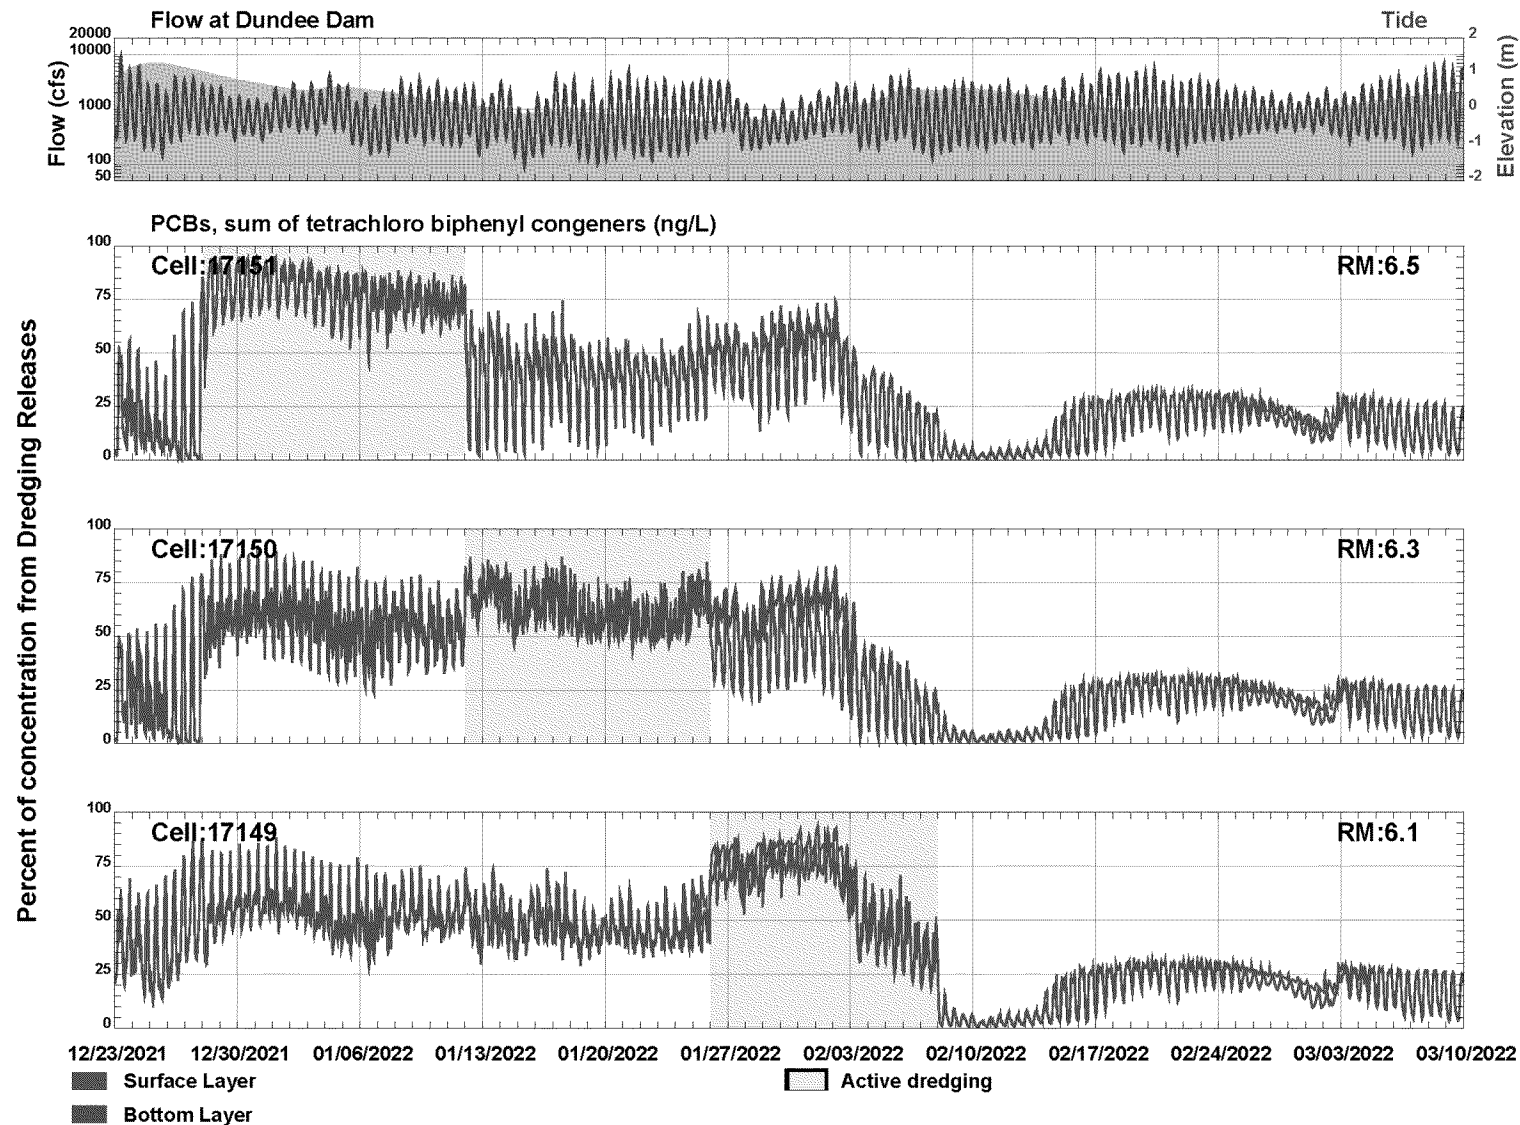 Flow at Dundee Dam
Tide
Flow (cfs)
20000
10000
1000
100
50
2
1
0
-1
-2
Elevation (m)
PCBs, sum of tetrachloro biphenyl congeners (ng/L)
Percent of concentration from Dredging Releases
100
75
50
25
0
Cell:17151
RM:6.5
100
75
50
25
0
Cell:17150
RM:6.3
100
75
50
25
0
Cell:17149
RM:6.1
12/23/2021 12/30/2021 01/06/2022 01/13/2022 01/20/2022 01/27/2022 02/03/2022 02/10/2022 02/17/2022 02/24/2022 03/03/2022 03/10/2022
Surface Layer
Active dredging
Bottom Layer